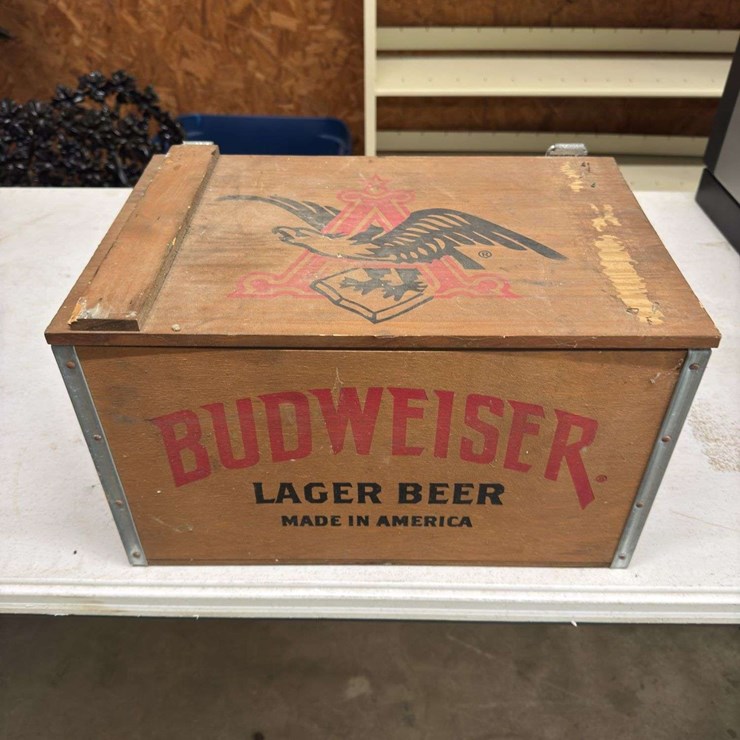 A
®
BUDWEISER®
LAGER BEER
MADE IN AMERICA